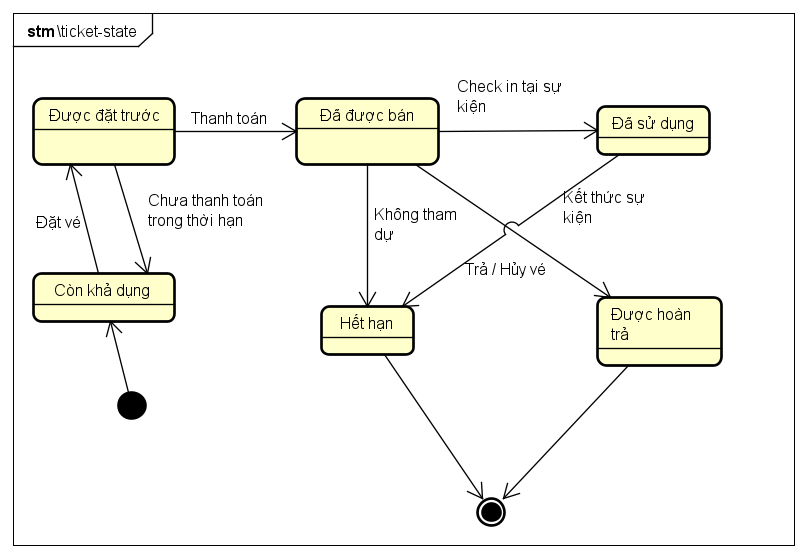 stm \ticket-state
Được đặt trước
Thanh toán
Đã được bán
Check in tại sự
kiện
Đã sử dụng
Đặt vé
Chưa thanh toán
trong thời hạn
Không tham
dự
Kết thức sự
kiện
Trả / Hủy vé
Còn khả dụng
Hết hạn
Được hoàn
trả